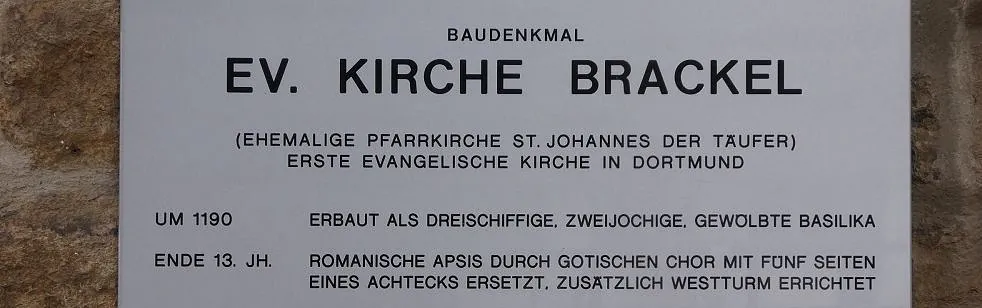 BAUDENKMAL
EV. KIRCHE BRACKEL
(EHEMALIGE PFARRKIRCHE ST. JOHANNES DER TÄUFER)
ERSTE EVANGELISCHE KIRCHE IN DORTMUND
UM 1190 ERBAUT ALS DREISCHIFFIGE, ZWEIJOCHIGE, GEWÖLBTE BASILIKA
ENDE 13. JH. ROMANISCHE APSIS DURCH GOTISCHEN CHOR MIT FÜNF SEITEN
EINES ACHTECKS ERSETZT, ZUSÄTZLICH WESTTURM ERRICHTET